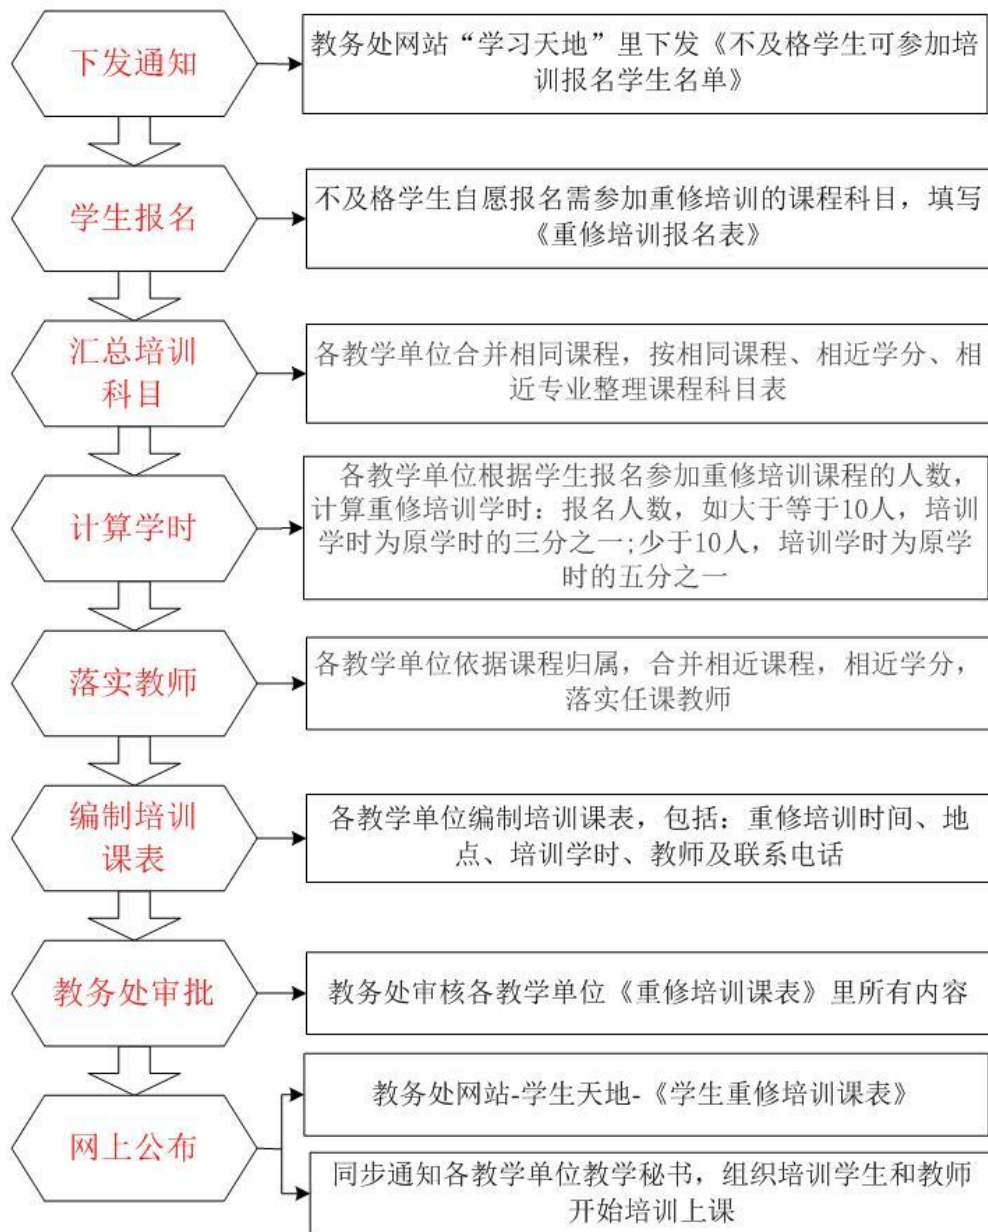 下发通知
教务处网站“学习天地”里下发《不及格学生可参加培
训报名学生名单》
学生报名
不及格学生自愿报名需参加重修培训的课程科目，填写
《重修培训报名表》
汇总培训
科目
各教学单位合并相同课程，按相同课程、相近学分、相
近专业整理课程科目表
计算学时
各教学单位根据学生报名参加重修培训课程的人数，
计算重修培训学时：报名人数，如大于等于10人，培训
学时为原学时的三分之一;少于10人，培训学时为原学
时的五分之一
落实教师
各教学单位依据课程归属，合并相近课程，相近学分，
落实任课教师
编制培训
课表
各教学单位编制培训课表，包括：重修培训时间、地
点、培训学时、教师及联系电话
教务处审批
教务处审核各教学单位《重修培训课表》里所有内容
网上公布
教务处网站-学生天地-《学生重修培训课表》
同步通知各教学单位教学秘书，组织培训学生和教师
开始培训上课